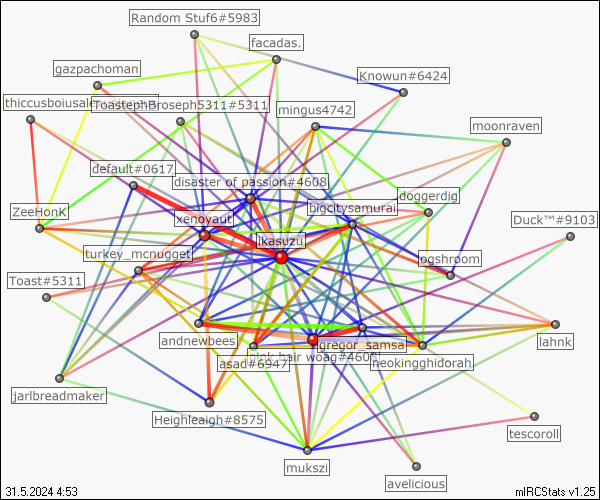 Random Stuf6#5983
facadas.
gazpachoman
Knowun#6424
thiccusboiusale
ToastephBroseph5311#5311
mingus4742
moonraven
default#0617
disaster of passion#4608
doggerdig
bigcitysamurai
ZeeHonK
xenoyaut
Duck™#9103
ikasuzu
turkey_mcnugget
ogshroom
Toast#5311
andnewbees
lahnk
gregor_samsa
pink hair woag#4608
asad#6947
neokingghidorah
jarlbreadmaker
Heighleaigh#8575
tescoroll
mukszi
avelicious
31.5.2024 4:53
mIRCStats v1.25